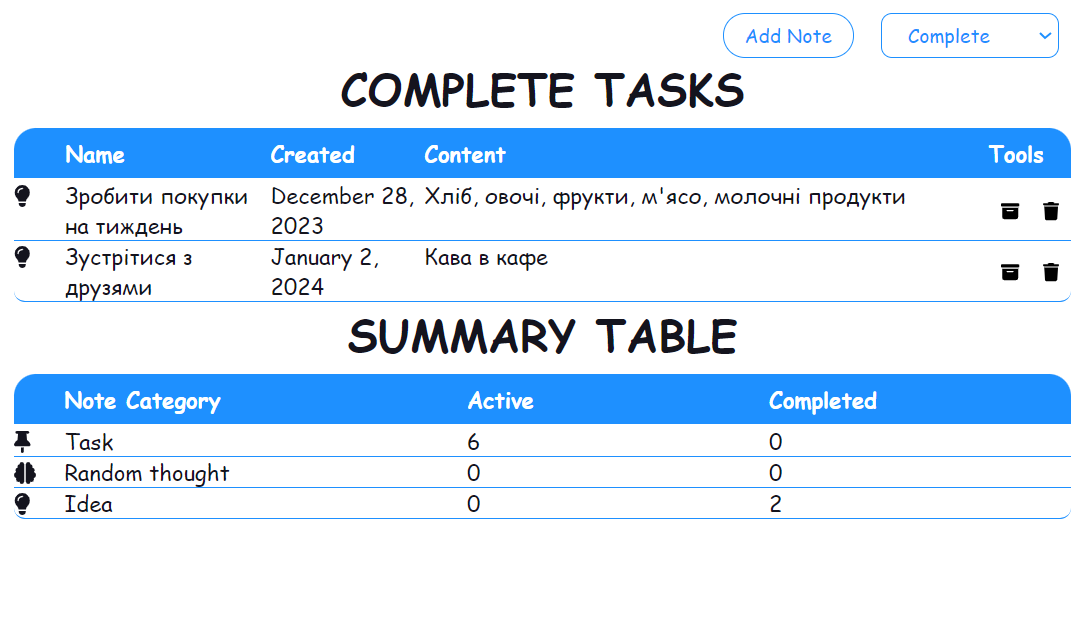 Add Note Complete
COMPLETE TASKS
Name Created Content Tools
Зробити покупки December 28, Хліб, овочі, фрукти, м'ясо, молочні продукти
на тиждень 2023
Зустрітися з January 2, Кава в кафе
друзями 2024
SUMMARY TABLE
Note Category Active Completed
Task 6 0
Random thought 0 0
Idea 0 2